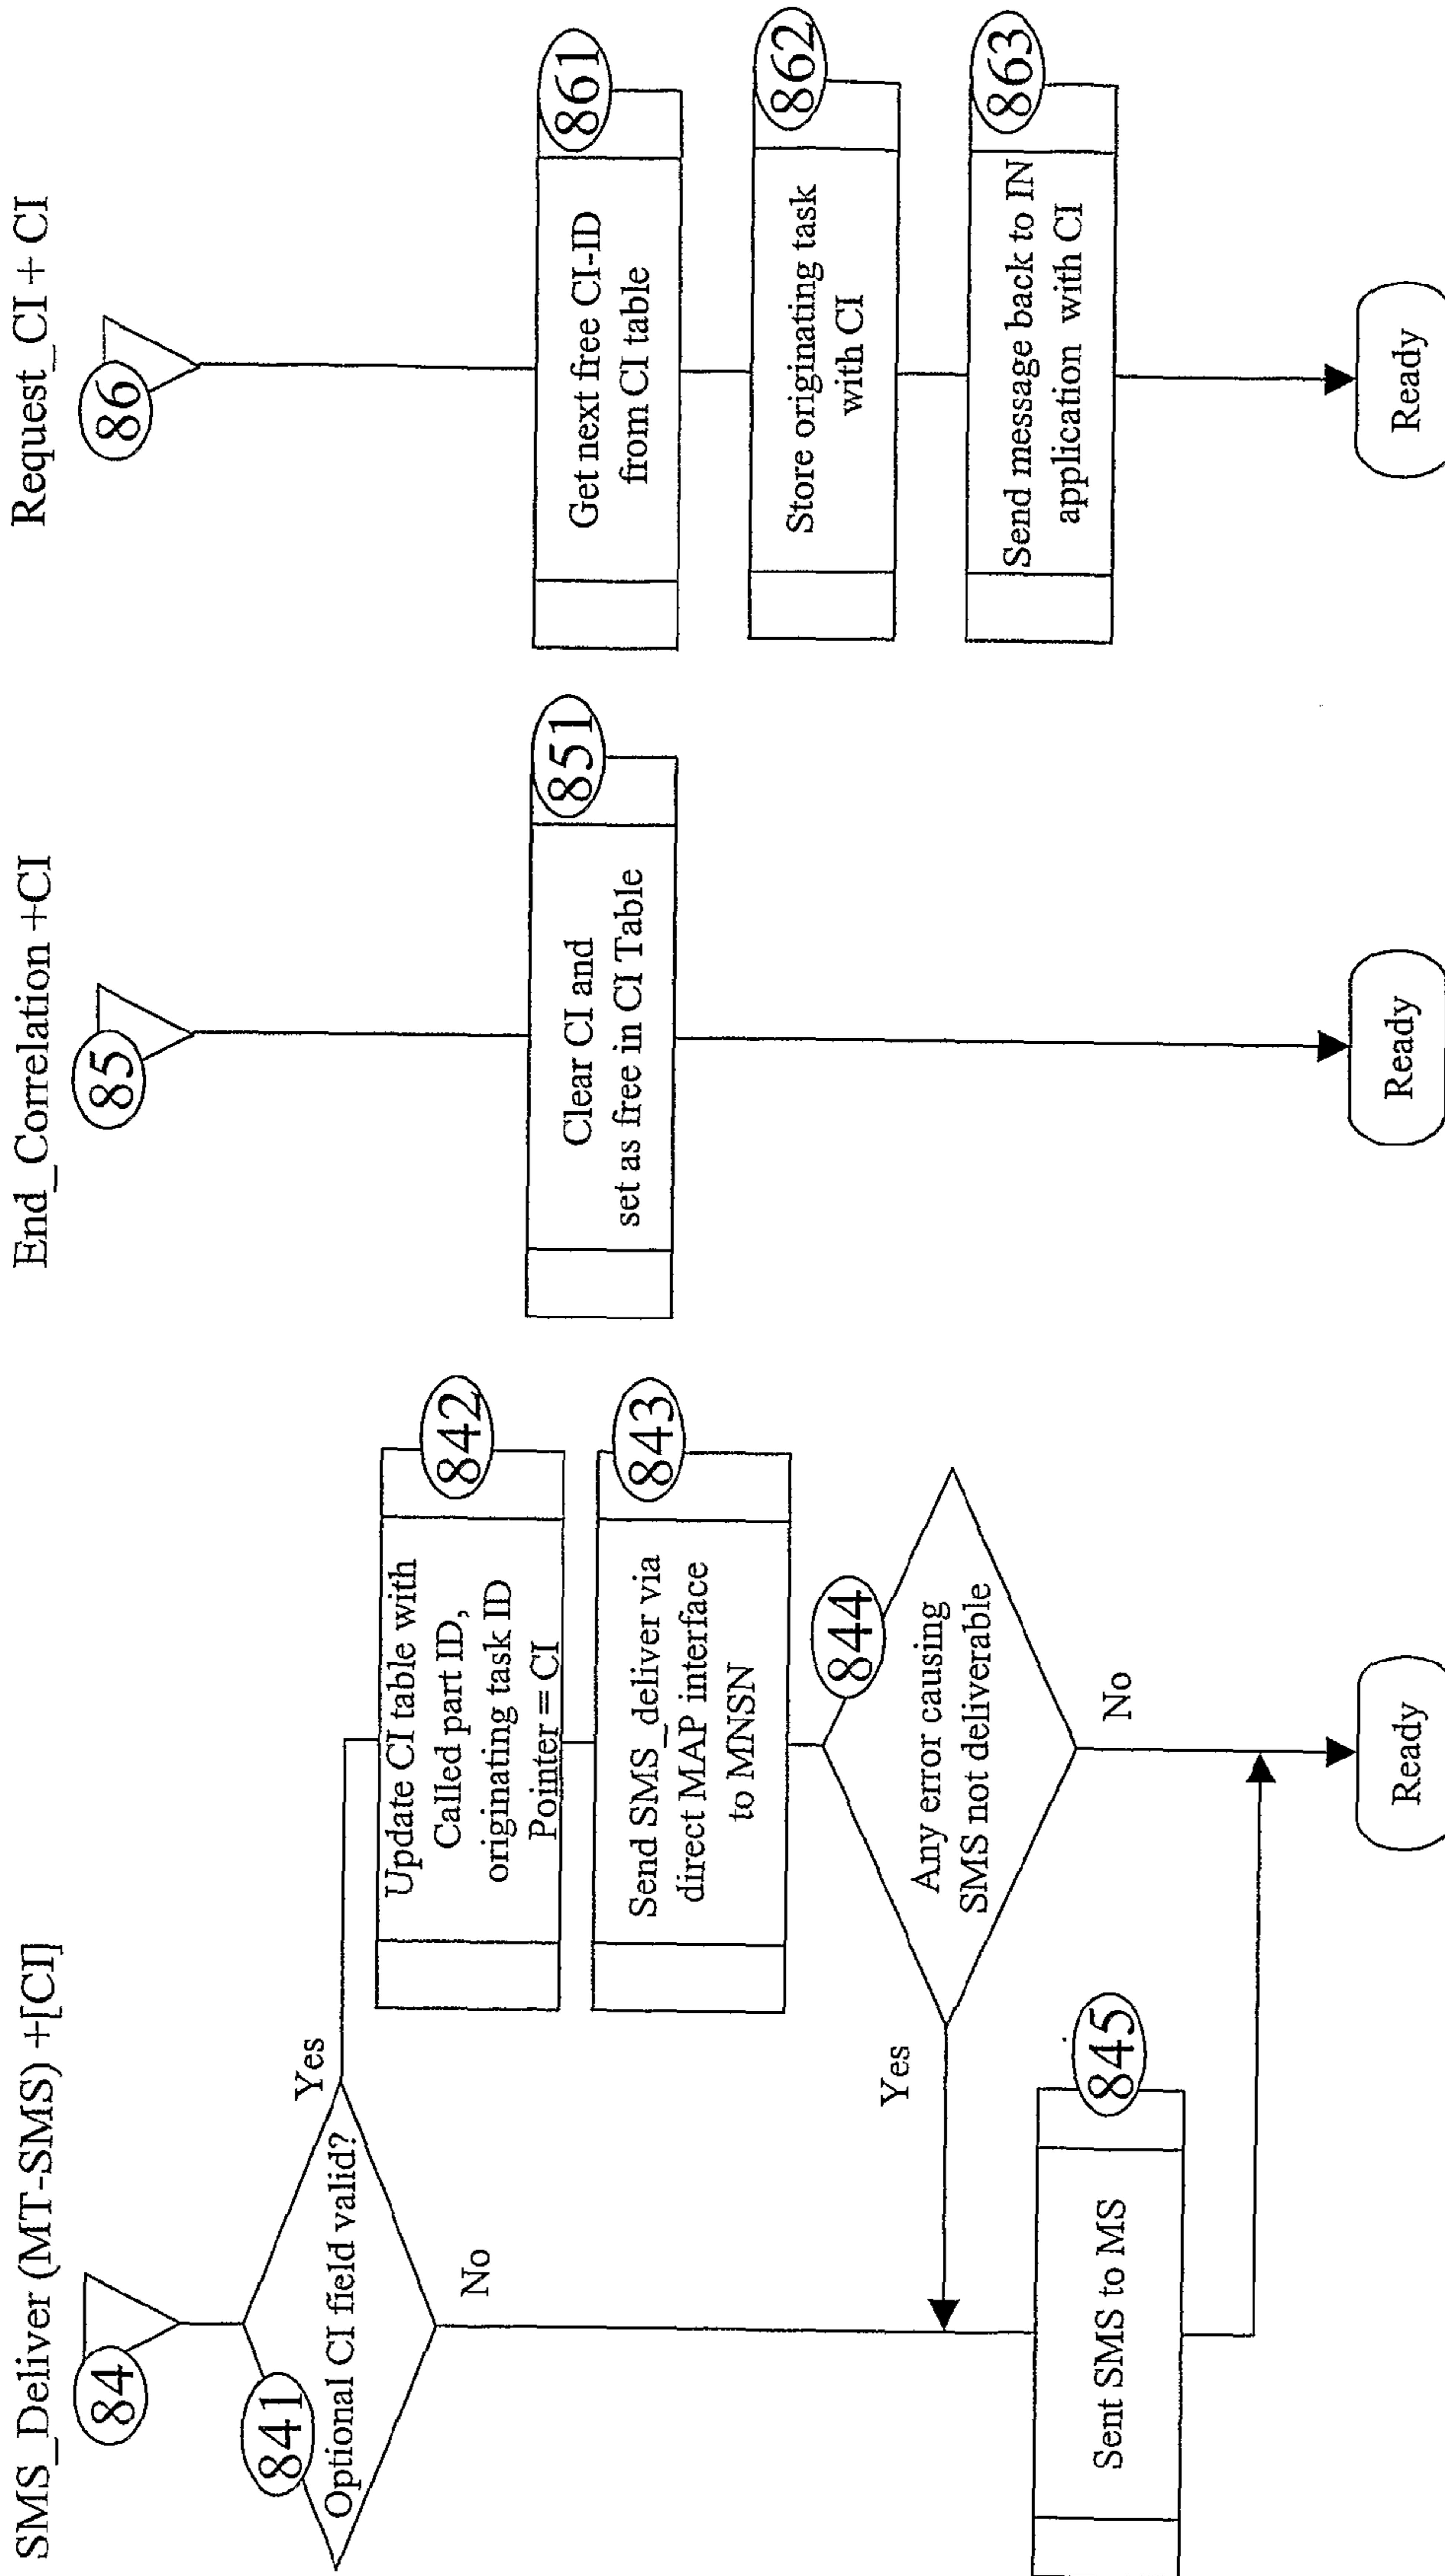 SMS_Deliver (MT-SMS) +[CI]
84
841
Optional CI field valid?
Yes
No
842
Update CI table with
Called part ID,
originating task ID
Pointer = CI
843
Send SMS_deliver via
direct MAP interface
to MNSN
844
Any error causing
SMS not deliverable
Yes
No
845
Sent SMS to MS
Ready
End_Correlation +CI
85
851
Clear CI and
set as free in CI Table
Ready
Request_CI + CI
86
861
Get next free CI-ID
from CI table
862
Store originating task
with CI
863
Send message back to IN
application with CI
Ready